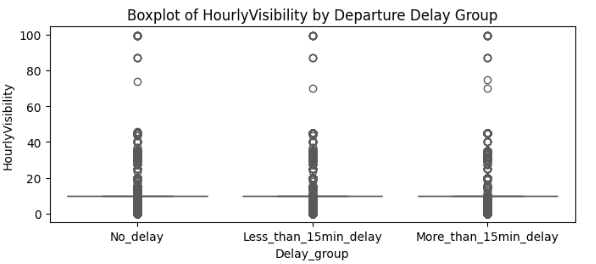 Boxplot of HourlyVisibility by Departure Delay Group
HourlyVisibility
100
80
60
40
20
0
No_delay
Less_than_15min_delay
More_than_15min_delay
Delay_group